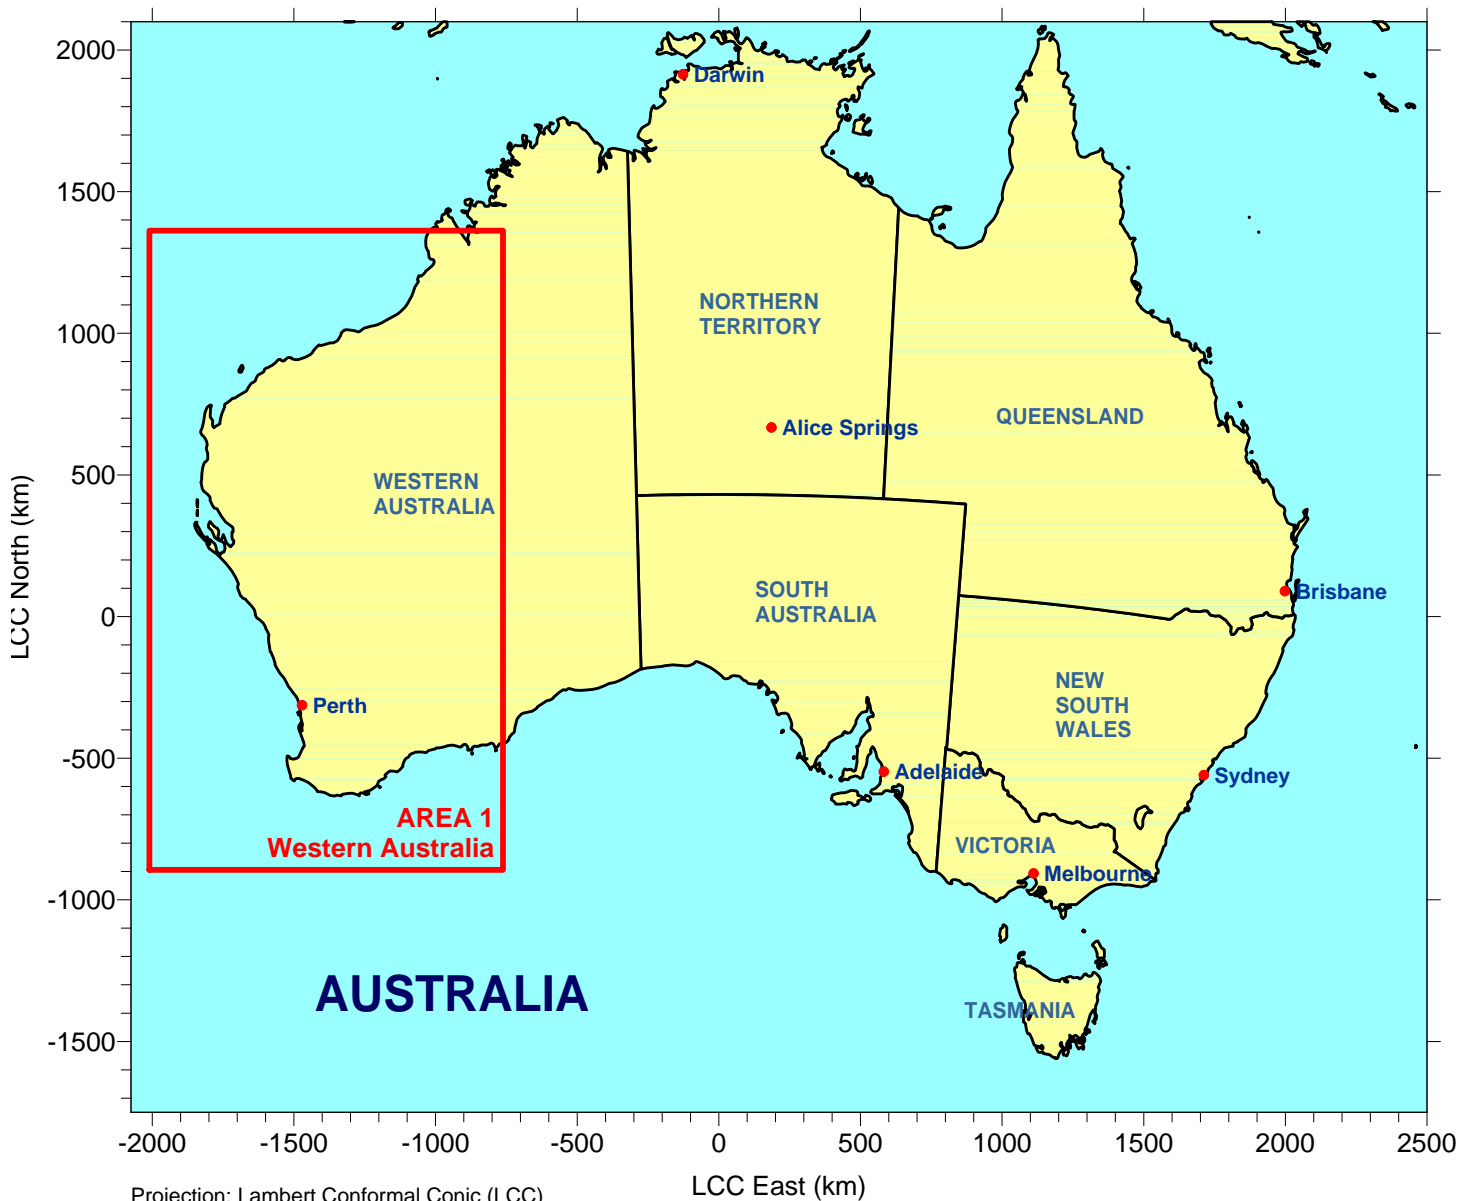 2000
1500
1000
500
0
-500
-1000
-1500
LCC North (km)
Darwin
NORTHERN
TERRITORY
Alice Springs
QUEENSLAND
WESTERN
AUSTRALIA
SOUTH
AUSTRALIA
Brisbane
NEW
SOUTH
WALES
Perth
Adelaide
Sydney
AREA 1
Western Australia
VICTORIA
Melbourne
AUSTRALIA
TASMANIA
-2000 -1500 -1000 -500 0 500 1000 1500 2000 2500
LCC East (km)
Projection: Lambert Conformal Conic (LCC)